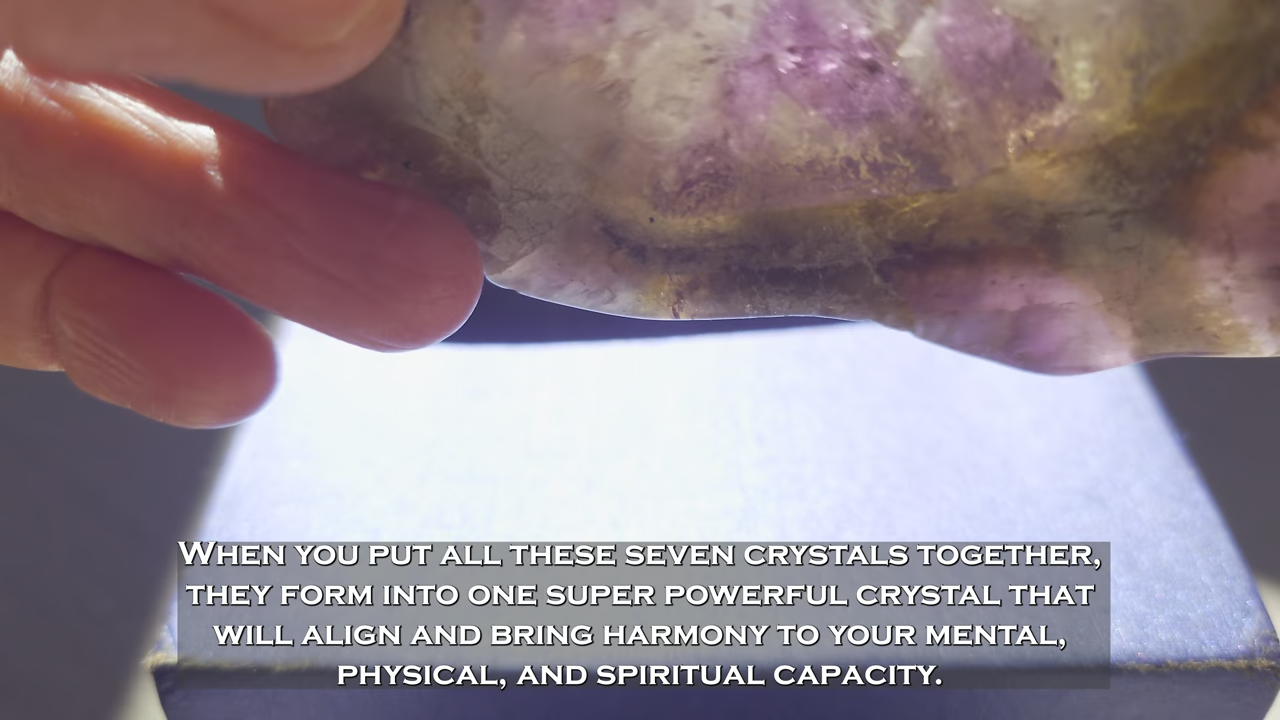 When you put all these seven crystals together,
they form into one super powerful crystal that
will align and bring harmony to your mental,
physical, and spiritual capacity.